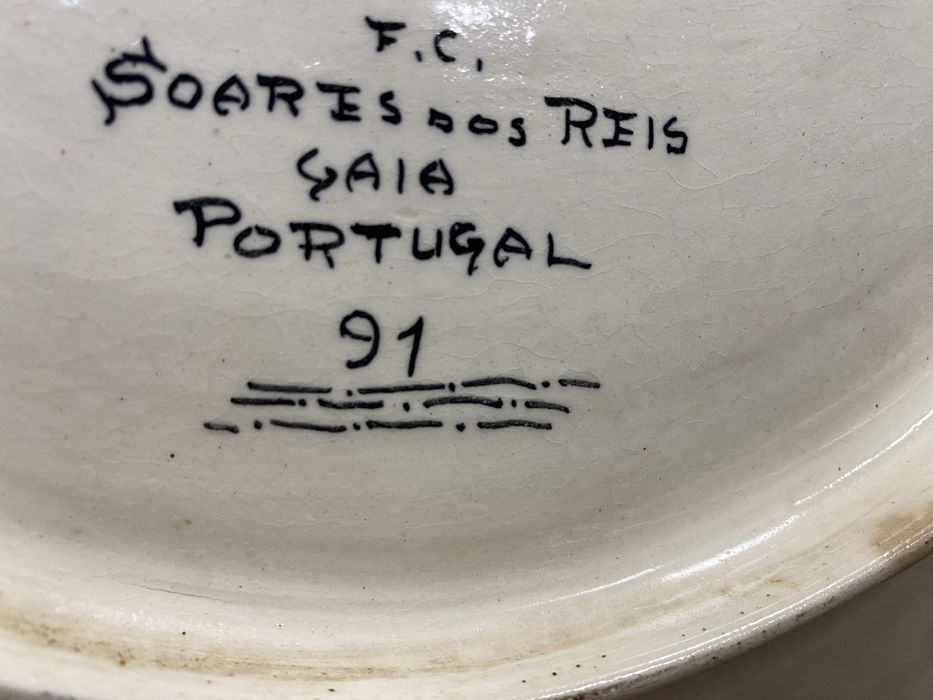 F.C.
SOARES DOS REIS
GAIA
PORTUGAL
91